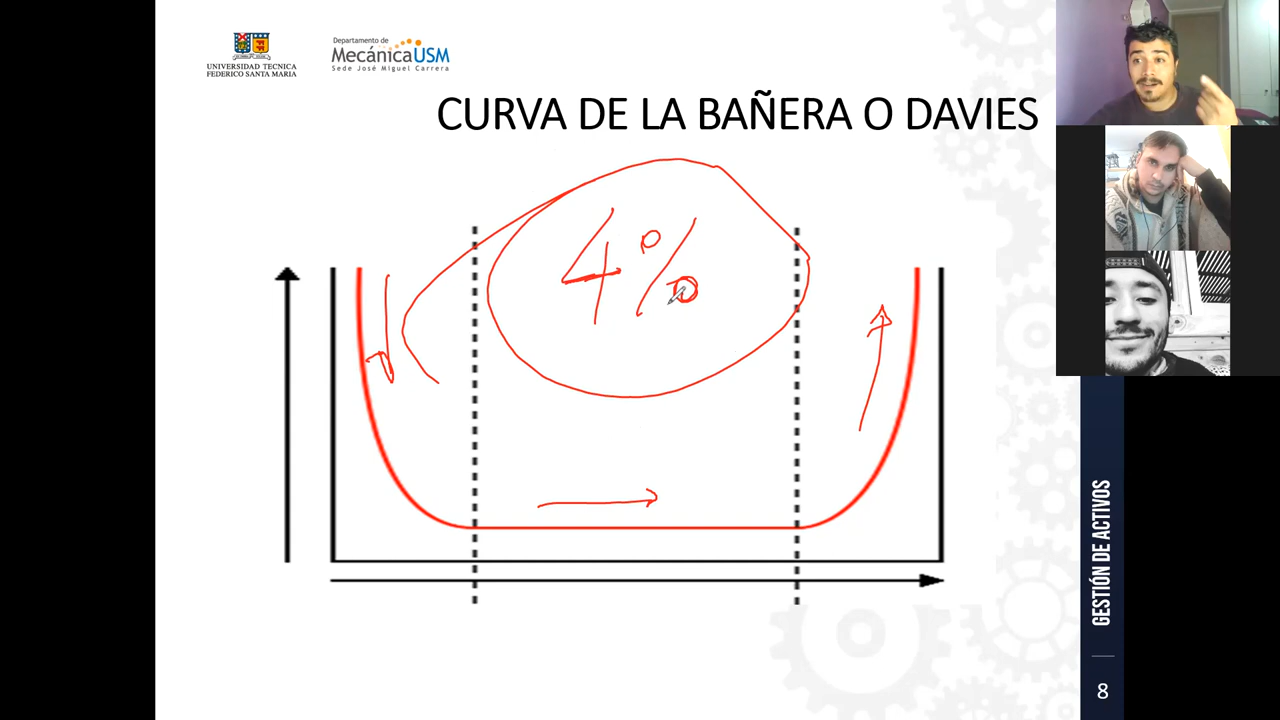 UNIVERSIDAD TECNICA
FEDERICO SANTA MARIA
Departamento de
MecánicaUSM
Sede José Miguel Carrera
CURVA DE LA BAÑERA O DAVIES
4%
GESTIÓN DE ACTIVOS
8